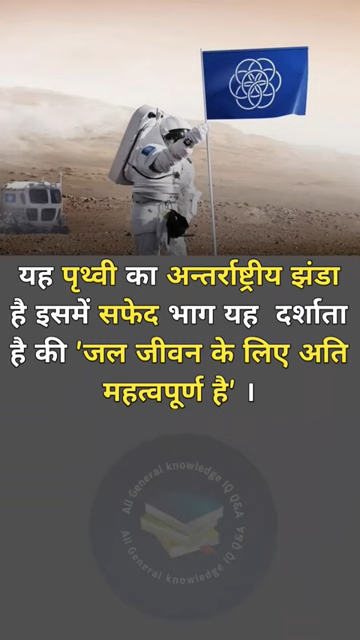 यह पृथ्वी का अन्तर्राष्ट्रीय झंडा
है इसमें सफेद भाग यह दर्शाता
है की 'जल जीवन के लिए अति
महत्वपूर्ण है' ।
All General knowledge IQ Q&A
All General knowledge IQ Q&A